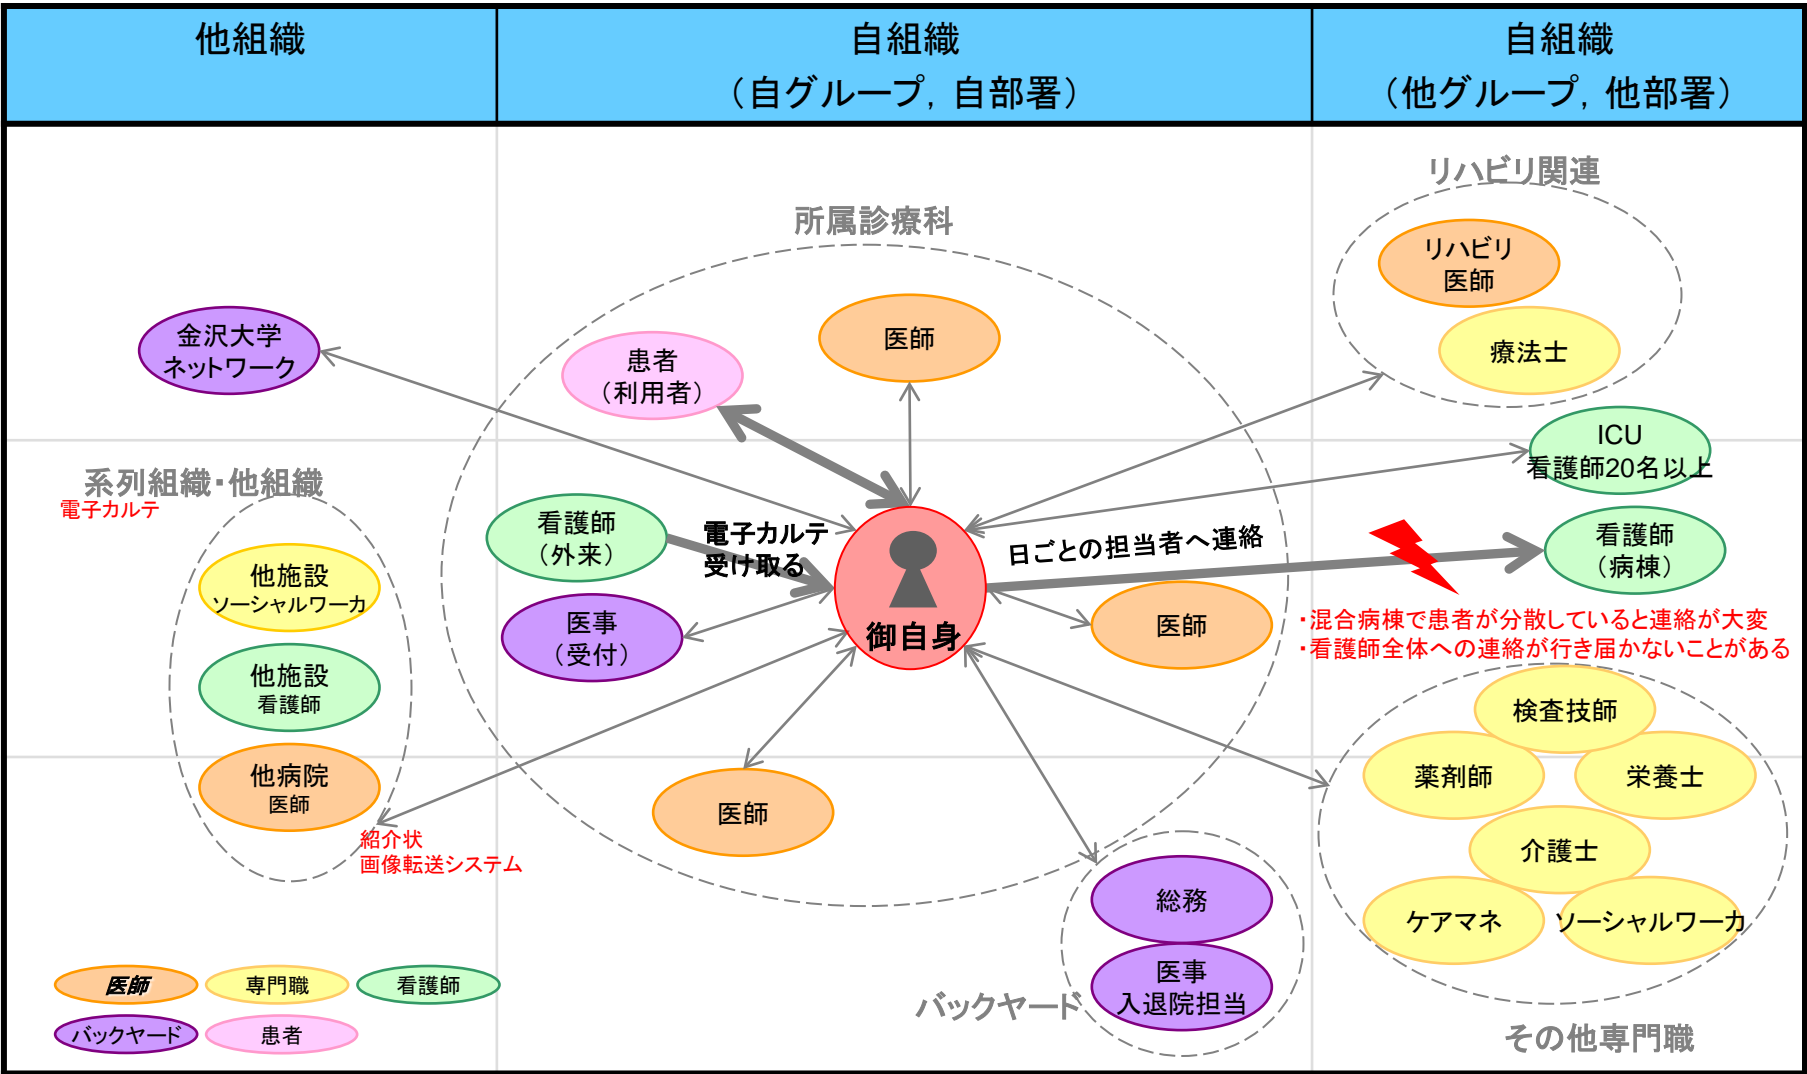 他組織
自組織
（自グループ，自部署）
自組織
（他グループ，他部署）
リハビリ関連
所属診療科
リハビリ
医師
療法士
金沢大学
ネットワーク
患者
（利用者）
医師
ICU
看護師20名以上
系列組織・他組織
電子カルテ
看護師
（外来）
電子カルテ
受け取る
日ごとの担当者へ連絡
看護師
（病棟）
他施設
ソーシャルワーカ
医事
（受付）
御自身
医師
・混合病棟で患者が分散していると連絡が大変
・看護師全体への連絡が行き届かないことがある
他施設
看護師
検査技師
他病院
医師
薬剤師
栄養士
医師
紹介状
画像転送システム
介護士
総務
ケアマネ
ソーシャルワーカ
医事
入退院担当
バックヤード
その他専門職
医師
専門職
看護師
バックヤード
患者